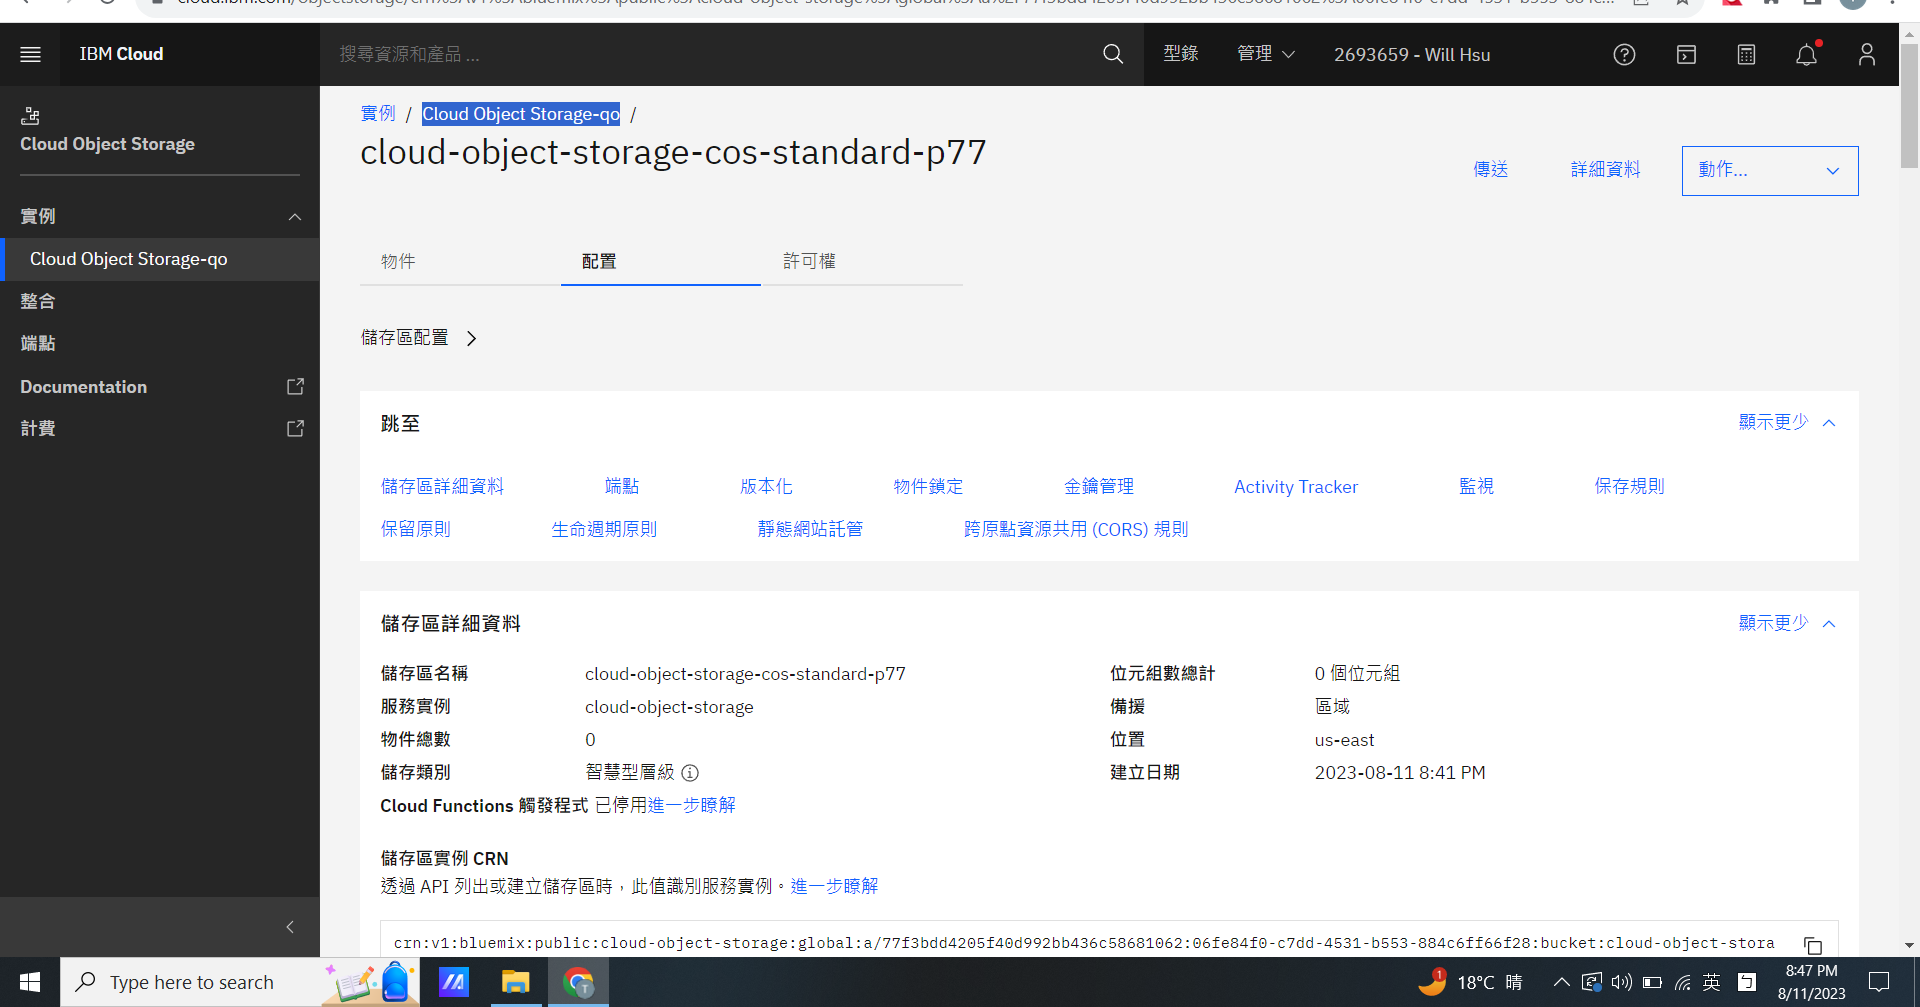 IBM Cloud
搜尋資源和產品 ...
型錄
管理
2693659 - Will Hsu
Cloud Object Storage
實例
Cloud Object Storage-qo
整合
端點
Documentation
計費
實例 / Cloud Object Storage-qo /
cloud-object-storage-cos-standard-p77
傳送
詳細資料
動作...
物件
配置
許可權
儲存區配置
跳至
顯示更少
儲存區詳細資料
端點
版本化
物件鎖定
金鑰管理
Activity Tracker
監視
保存規則
保留原則
生命週期原則
靜態網站託管
跨原點資源共用 (CORS) 規則
儲存區詳細資料
顯示更少
儲存區名稱 cloud-object-storage-cos-standard-p77
位元組數總計 0 個位元組
服務實例 cloud-object-storage
備援 區域
物件總數 0
位置 us-east
儲存類別 智慧型層級
建立日期 2023-08-11 8:41 PM
Cloud Functions 觸發程式 已停用進一步瞭解
儲存區實例 CRN
透過 API 列出或建立儲存區時，此值識別服務實例。進一步瞭解
crn:v1:bluemix:public:cloud-object-storage:global:a/77f3bdd4205f40d992bb436c58681062:06fe84f0-c7dd-4531-b553-884c6ff66f28:bucket:cloud-object-stora
Type here to search
1
18°C 晴
英
8:47 PM
8/11/2023